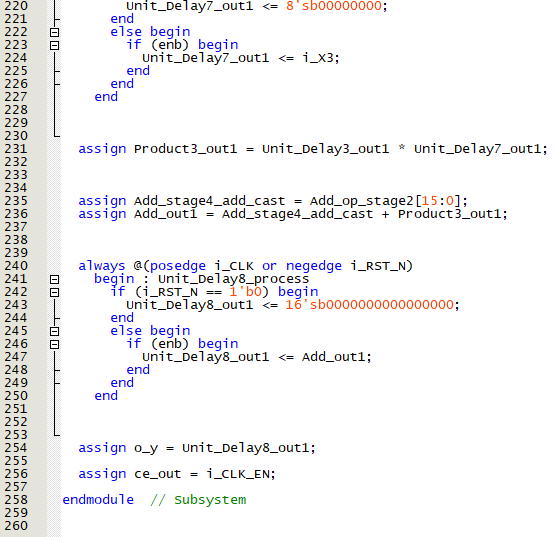 220 Unit_Delay7_out1 <= 8'sb00000000;
221 end
222 else begin
223 if (enb) begin
224 Unit_Delay7_out1 <= i_X3;
225 end
226 end
227 end
228
229
230
231 assign Product3_out1 = Unit_Delay3_out1 * Unit_Delay7_out1;
232
233
234
235 assign Add_stage4_add_cast = Add_op_stage2[15:0];
236 assign Add_out1 = Add_stage4_add_cast + Product3_out1;
237
238
239
240 always @(posedge i_CLK or negedge i_RST_N)
241 begin : Unit_Delay8_process
242 if (i_RST_N == 1'b0) begin
243 Unit_Delay8_out1 <= 16'sb0000000000000000;
244 end
245 else begin
246 if (enb) begin
247 Unit_Delay8_out1 <= Add_out1;
248 end
249 end
250 end
251
252
253
254 assign o_y = Unit_Delay8_out1;
255
256 assign ce_out = i_CLK_EN;
257
258 endmodule // Subsystem
259
260